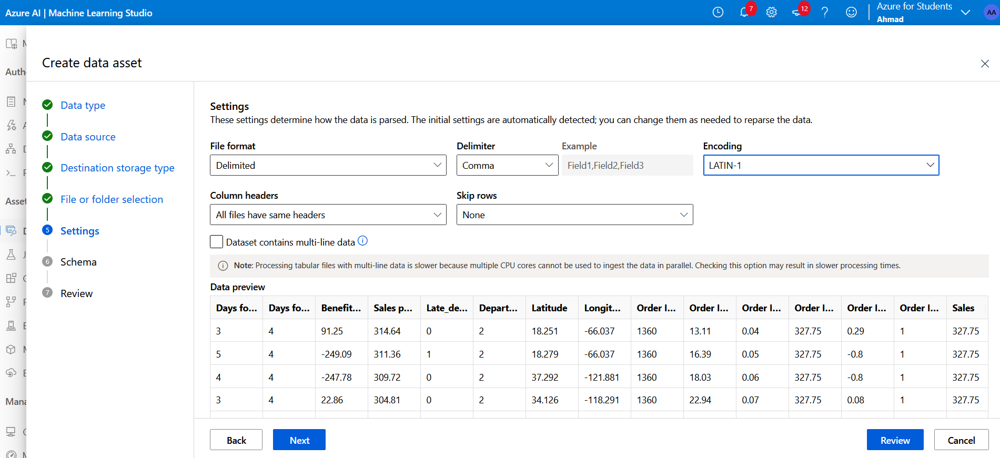 Azure AI | Machine Learning Studio
7
12
Azure for Students
Ahmad
AA
Create data asset
Data type
Data source
Destination storage type
File or folder selection
5 Settings
6 Schema
7 Review
Settings
These settings determine how the data is parsed. The initial settings are automatically detected; you can change them as needed to reparse the data.
File format Delimiter Example Encoding
Delimited Comma Field1,Field2,Field3 LATIN-1
Column headers Skip rows
All files have same headers None
Dataset contains multi-line data
Note: Processing tabular files with multi-line data is slower because multiple CPU cores cannot be used to ingest the data in parallel. Checking this option may result in slower processing times.
Data preview
Days fo... Days fo... Benefit... Sales p... Late_de... Depart... Latitude Longit... Order I... Order I... Order I... Order I... Order I... Order I... Sales
3 4 91.25 314.64 0 2 18.251 -66.037 1360 13.11 0.04 327.75 0.29 1 327.75
5 4 -249.09 311.36 1 2 18.279 -66.037 1360 16.39 0.05 327.75 -0.8 1 327.75
4 4 -247.78 309.72 0 2 37.292 -121.881 1360 18.03 0.06 327.75 -0.8 1 327.75
3 4 22.86 304.81 0 2 34.126 -118.291 1360 22.94 0.07 327.75 0.08 1 327.75
Back Next Review Cancel